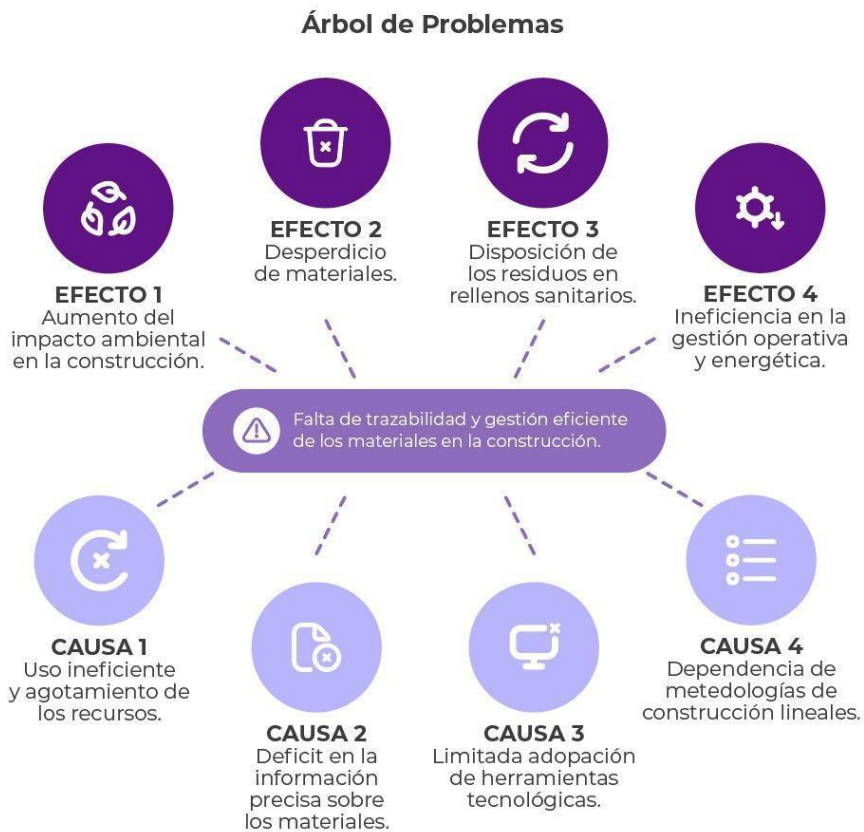 Árbol de Problemas
EFECTO 1
Aumento del
impacto ambiental
en la construcción.
EFECTO 2
Desperdicio
de materiales.
EFECTO 3
Disposición de
los residuos en
rellenos sanitarios.
EFECTO 4
Ineficiencia en la
gestión operativa
y energética.
Falta de trazabilidad y gestión eficiente
de los materiales en la construcción.
CAUSA 1
Uso ineficiente
y agotamiento de
los recursos.
CAUSA 2
Deficit en la
información
precisa sobre
los materiales.
CAUSA 3
Limitada adopación
de herramientas
tecnológicas.
CAUSA 4
Dependencia de
metedologías de
construcción lineales.